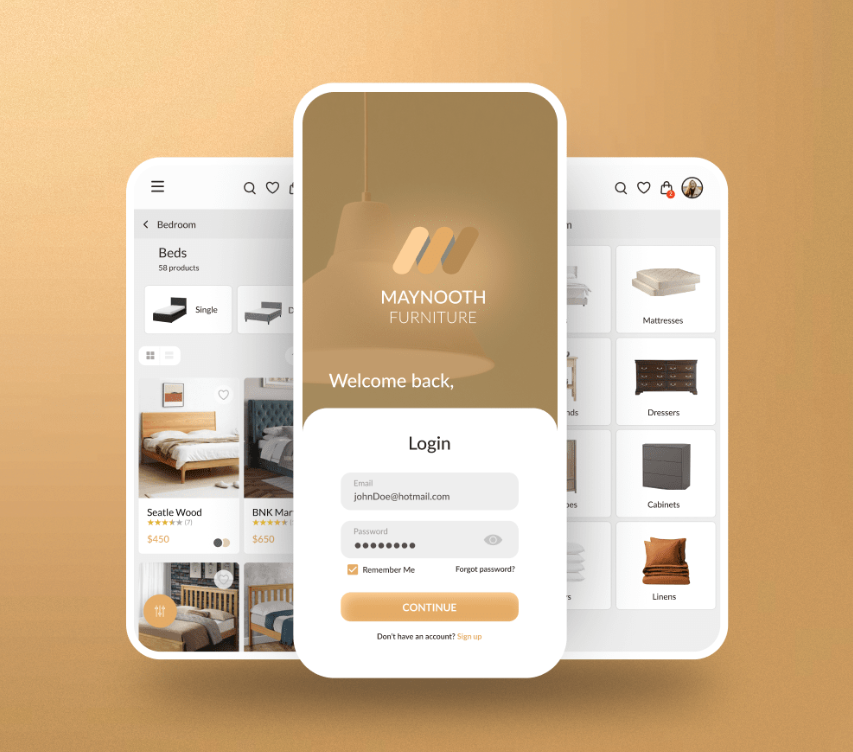 Bedroom
Beds
58 products
Single
D
Seatle Wood
(7)
$450
BNK Mar
$650
MAYNOOTH
FURNITURE
Welcome back,
Login
Email
johnDoe@hotmail.com
Password
Remember Me
Forgot password?
CONTINUE
Don't have an account? Sign up
2
m
Mattresses
nds
Dressers
bes
Cabinets
rs
Linens